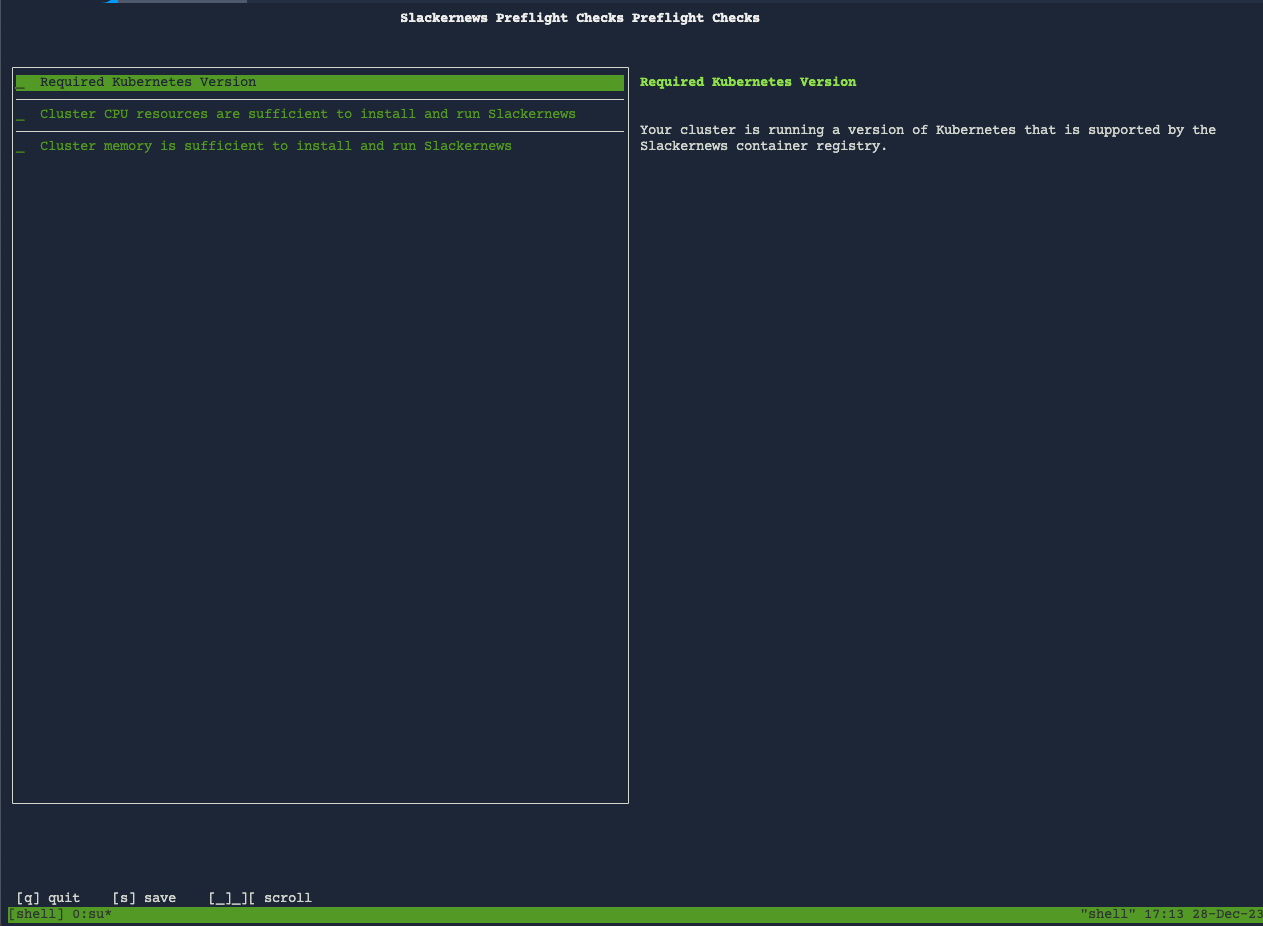 Slackernews Preflight Checks Preflight Checks
_ Required Kubernetes Version
_ Cluster CPU resources are sufficient to install and run Slackernews
_ Cluster memory is sufficient to install and run Slackernews
Required Kubernetes Version
Your cluster is running a version of Kubernetes that is supported by the
Slackernews container registry.
[q] quit    [s] save    [_]_][ scroll
[shell] 0:su*
"shell" 17:13 28-Dec-23